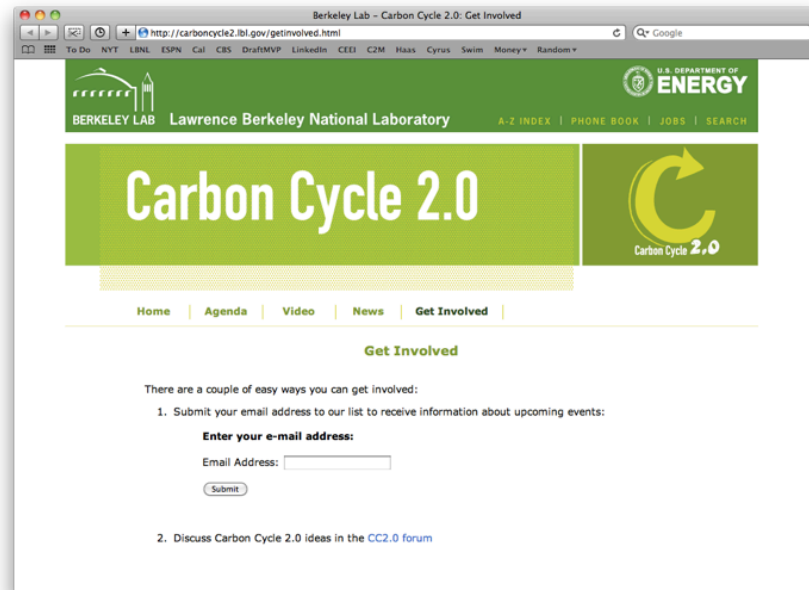 Berkeley Lab – Carbon Cycle 2.0: Get Involved
http://carboncycle2.lbl.gov/getinvolved.html
Google
To Do NYT LBNL ESPN Cal CBS DraftMVP LinkedIn CEEI C2M Haas Cyrus Swim Money Random
U.S. DEPARTMENT OF
ENERGY
BERKELEY LAB Lawrence Berkeley National Laboratory
A-Z INDEX | PHONE BOOK | JOBS | SEARCH
Carbon Cycle 2.0
Carbon Cycle 2.0
Home Agenda Video News Get Involved
Get Involved
There are a couple of easy ways you can get involved:
1. Submit your email address to our list to receive information about upcoming events:
Enter your e-mail address:
Email Address:
Submit
2. Discuss Carbon Cycle 2.0 ideas in the CC2.0 forum